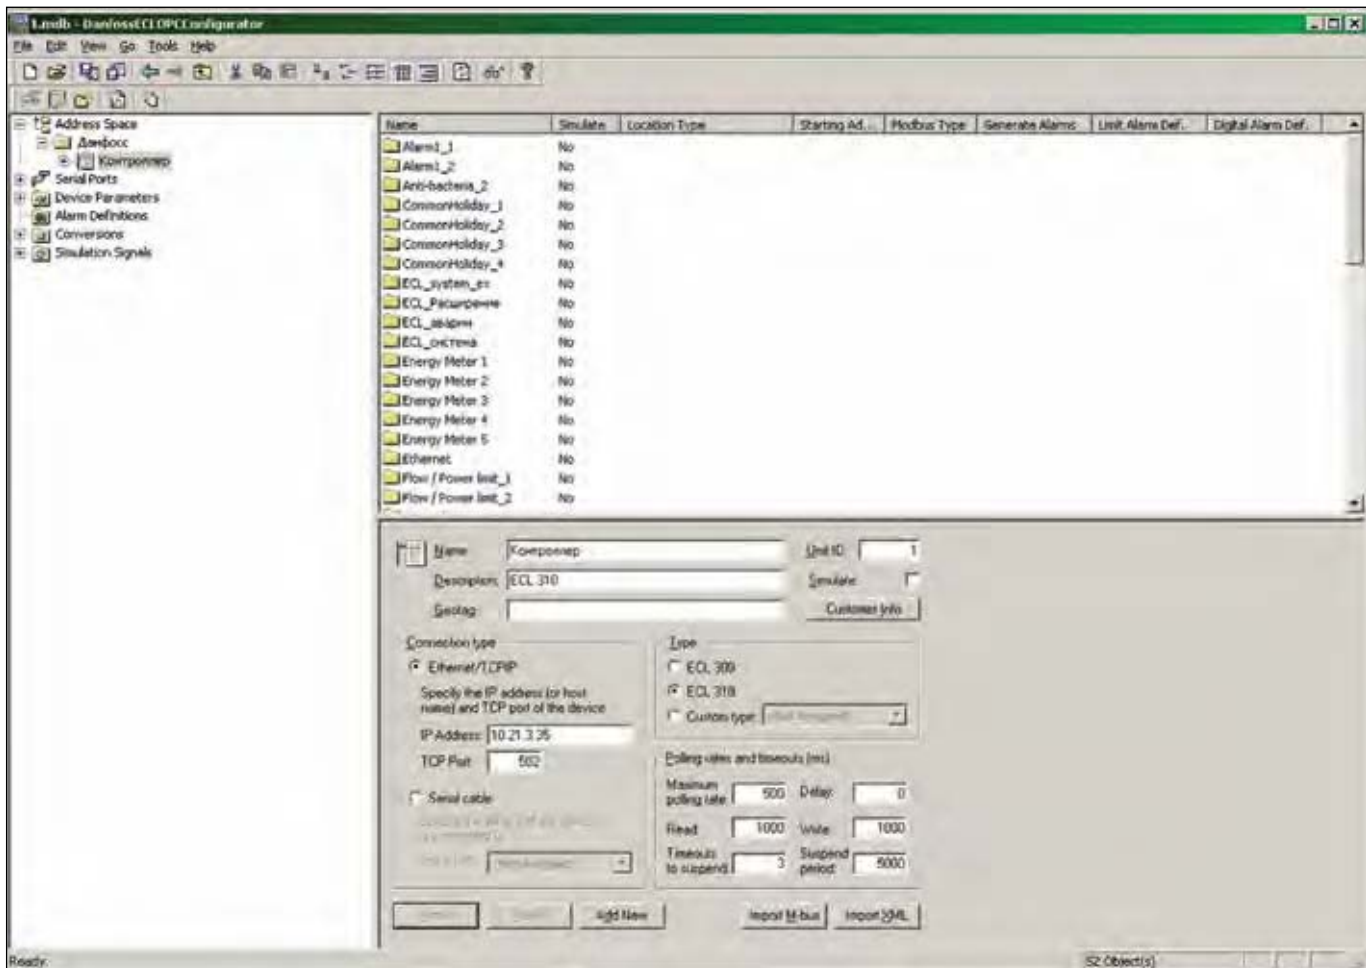 1.mdb - DanfossECLOPCConfigurator
File Edit View Go Tools Help
Address Space
Данфосс
Контроллер
Serial Ports
Device Parameters
Alarm Definitions
Conversions
Simulation Signals
Name Simulate Location Type Starting Ad... Modbus Type Generate Alarms Limit Alarm Def. Digital Alarm Def.
Alarm1_1 No
Alarm1_2 No
Anti-bacteria_2 No
CommonHoliday_1 No
CommonHoliday_2 No
CommonHoliday_3 No
CommonHoliday_4 No
ECL_system_ex No
ECL_Расширение No
ECL_аварии No
ECL_система No
Energy Meter 1 No
Energy Meter 2 No
Energy Meter 3 No
Energy Meter 4 No
Energy Meter 5 No
Ethernet No
Flow / Power limit_1 No
Flow / Power limit_2 No
Name Контроллер Unit ID: 1
Description: ECL 310 Simulate:
Geotag: Customer Info
Connection type
Ethernet/TCPIP
Specify the IP address (or host
name) and TCP port of the device
IP Address: 10.21.3.35
TCP Port 502
Serial cable
Type
ECL 300
ECL 310
Custom type:
Polling rates and timeouts (ms)
Maximum
polling rate: 500 Delay: 0
Read: 1000 Write: 1000
Timeouts
to suspend: 3
Suspend
period: 5000
Add New Import M-bus Import XML
Ready 52 Object(s)